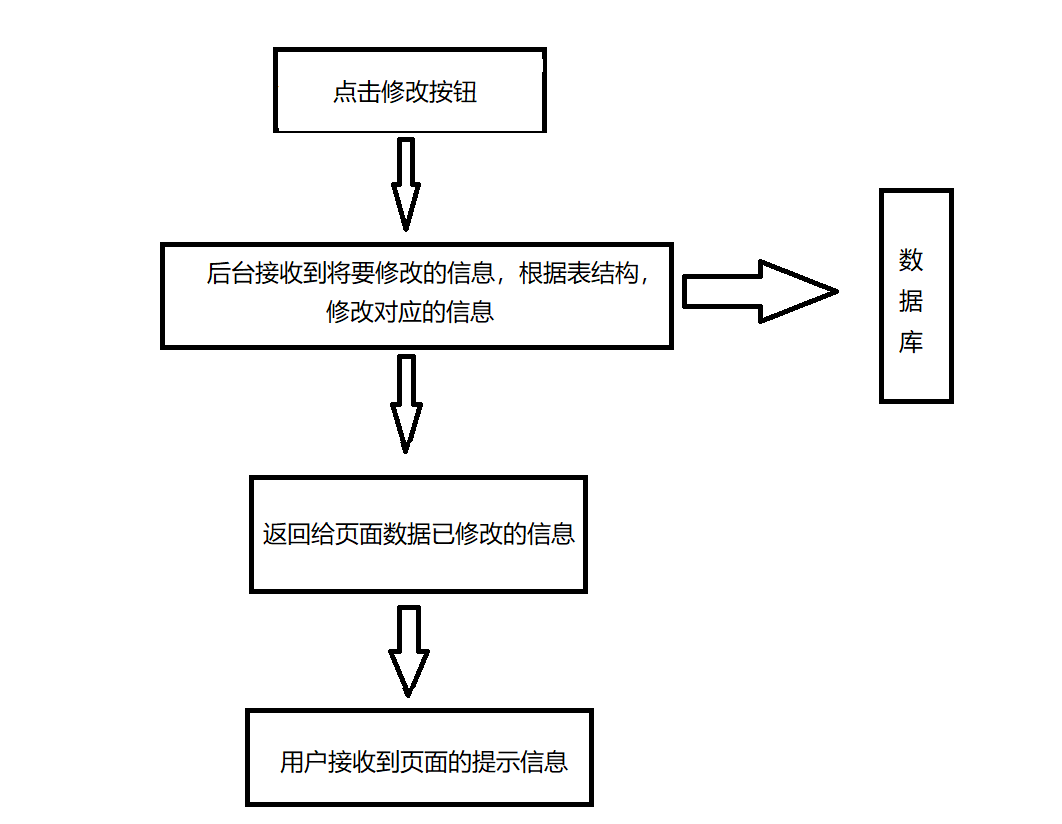 点击修改按钮
后台接收到将要修改的信息，根据表结构，
修改对应的信息
数
据
库
返回给页面数据已修改的信息
用户接收到页面的提示信息